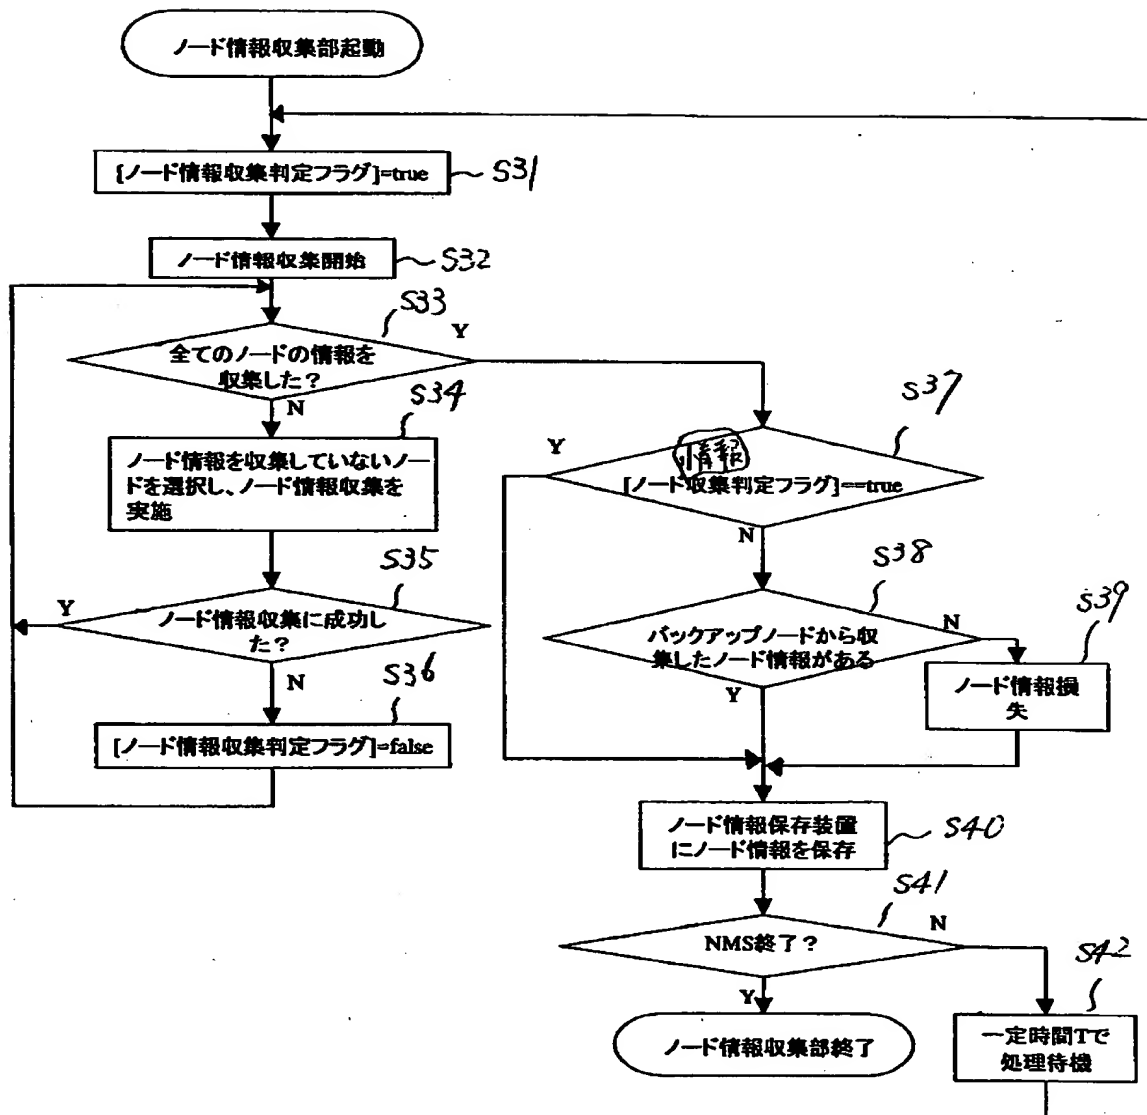 ノード情報収集部起動
[ノード情報収集判定フラグ]=true
S31
ノード情報収集開始
S32
S33
Y
全てのノードの情報を
収集した？
N
S34
ノード情報を収集していないノー
ドを選択し、ノード情報収集を
実施
S35
Y
ノード情報収集に成功し
た？
N
S36
[ノード情報収集判定フラグ]=false
S37
Y
情報
[ノード収集判定フラグ]==true
N
S38
バックアップノードから収
集したノード情報がある
N
Y
S39
ノード情報損
失
ノード情報保存装置
にノード情報を保存
S40
S41
NMS終了？
N
Y
S42
ノード情報収集部終了
一定時間Tで
処理待機